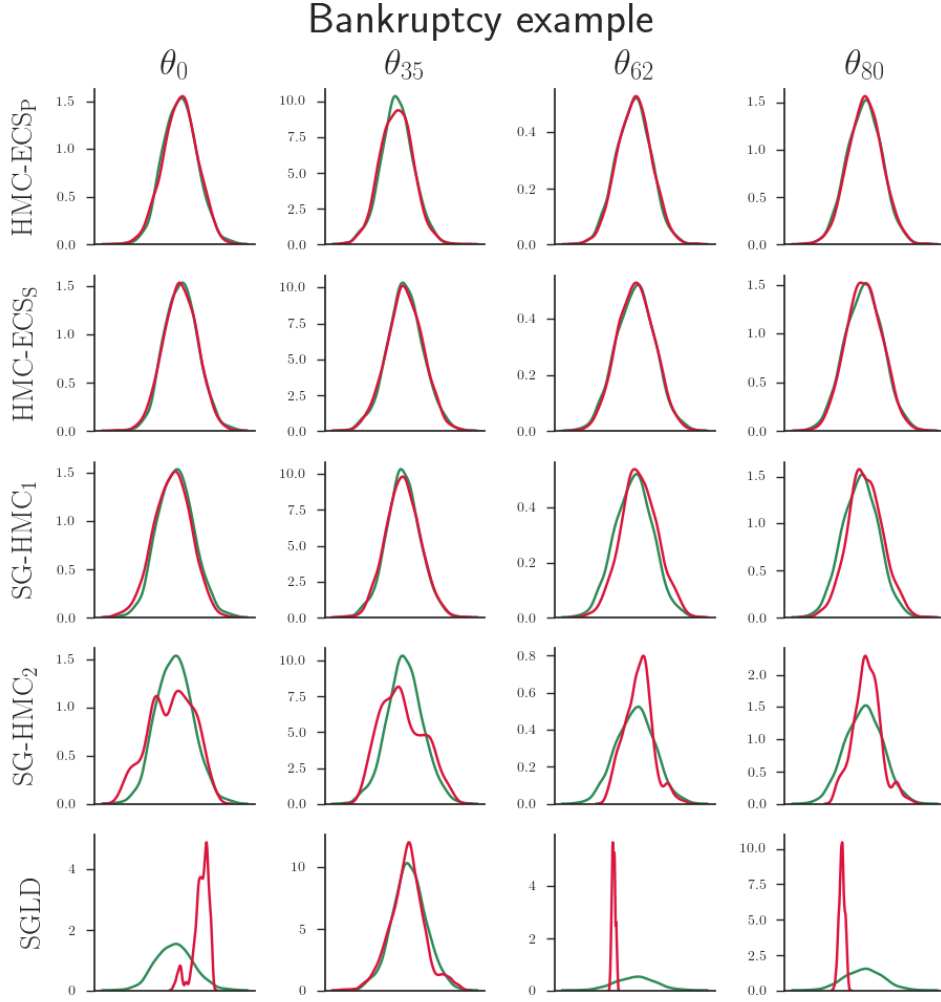 Bankruptcy example
θ₀ θ₃₅ θ₆₂ θ₈₀
HMC-ECS_P
1.5 10.0
1.0 7.5 0.4 1.5
0.5 5.0 0.2 1.0
0.0 2.5 0.0 0.5
0.0 0.0
HMC-ECS_S
1.5 10.0 0.4 1.5
1.0 7.5 0.2 1.0
0.5 5.0 0.0 0.5
0.0 2.5 0.0
0.0
SG-HMC₁
1.5 10.0 0.4 1.5
1.0 7.5 0.2 1.0
0.5 5.0 0.0 0.5
0.0 2.5 0.0
0.0
SG-HMC₂
1.5 10.0 0.8 2.0
1.0 7.5 0.6 1.5
0.5 5.0 0.4 1.0
0.0 2.5 0.2 0.5
0.0 0.0 0.0
SGLD
4 10 4 10.0
2 5 2 7.5
0 0 0 5.0
2.5
0.0